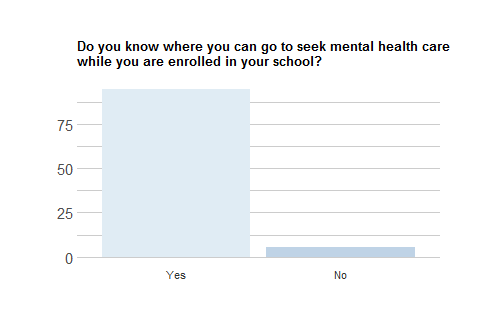 Do you know where you can go to seek mental health care
while you are enrolled in your school?
75
50
25
0
Yes No